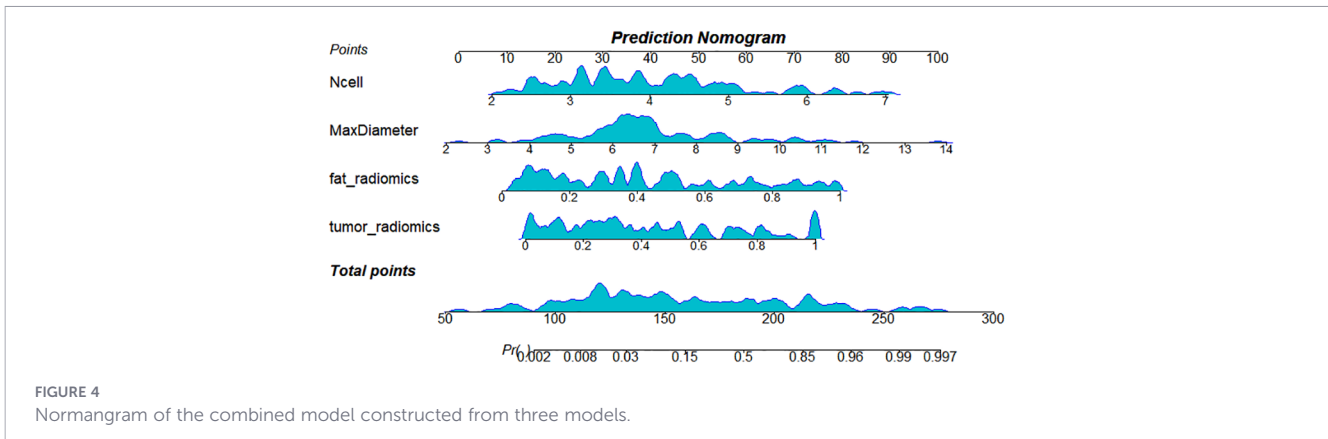 Prediction Nomogram
Points
0 10 20 30 40 50 60 70 80 90 100
Ncell
2 3 4 5 6 7
MaxDiameter
2 3 4 5 6 7 8 9 10 11 12 13 14
fat_radiomics
0 0.2 0.4 0.6 0.8 1
tumor_radiomics
0 0.2 0.4 0.6 0.8 1
Total points
50 100 150 200 250 300
Pr( ) 0.002 0.008 0.03 0.15 0.5 0.85 0.96 0.99 0.997
FIGURE 4
Normangram of the combined model constructed from three models.